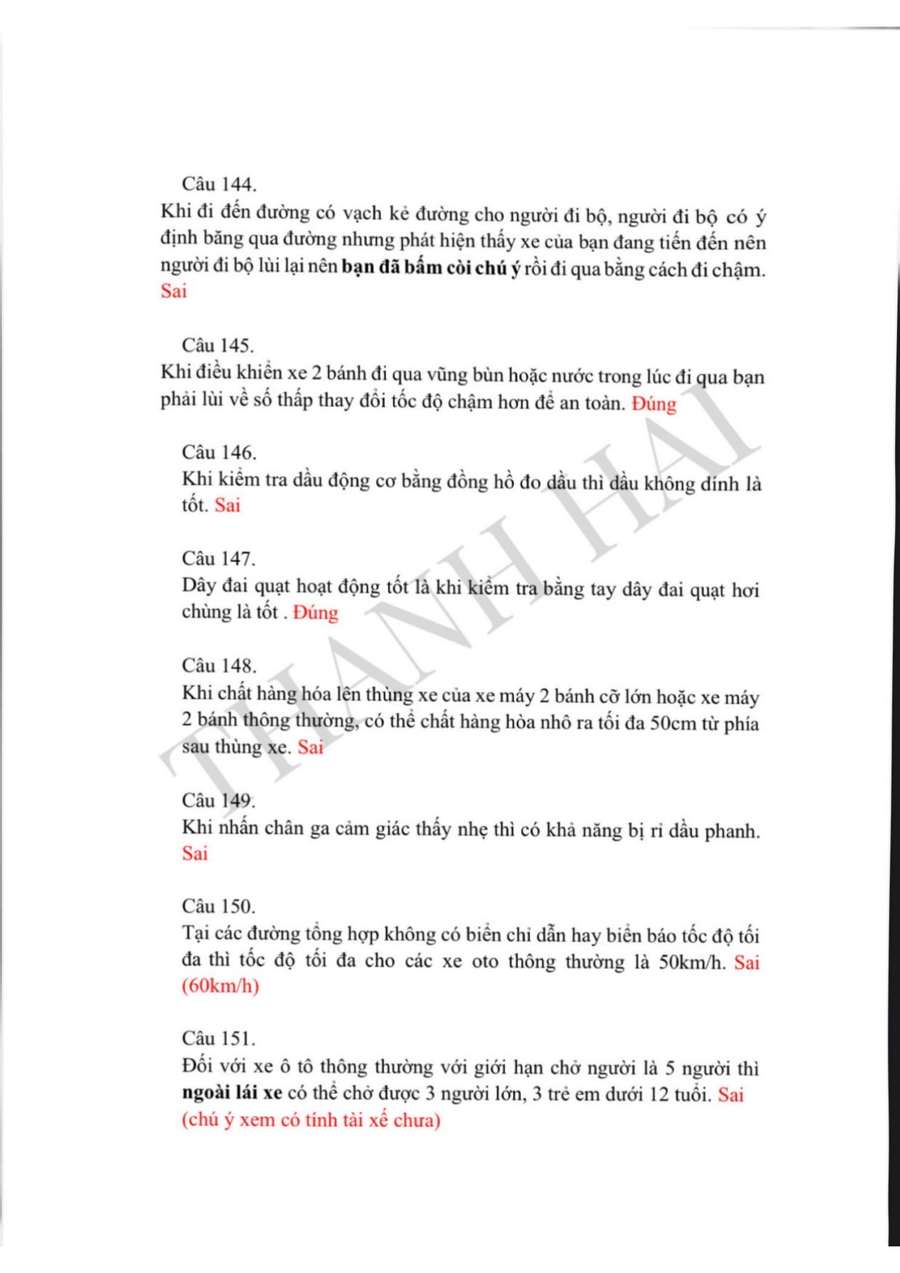 Câu 144.
Khi đi đến đường có vạch kẻ đường cho người đi bộ, người đi bộ có ý
định băng qua đường nhưng phát hiện thấy xe của bạn đang tiến đến nên
người đi bộ lùi lại nên bạn đã bấm còi chú ý rồi đi qua bằng cách đi chậm.
Sai
Câu 145.
Khi điều khiển xe 2 bánh đi qua vũng bùn hoặc nước trong lúc đi qua bạn
phải lùi về số thấp thay đổi tốc độ chậm hơn để an toàn. Đúng
Câu 146.
Khi kiểm tra dầu động cơ bằng đồng hồ đo dầu thì dầu không dính là
tốt. Sai
Câu 147.
Dây đai quạt hoạt động tốt là khi kiểm tra bằng tay dây đai quạt hơi
chùng là tốt . Đúng
Câu 148.
Khi chất hàng hóa lên thùng xe của xe máy 2 bánh cỡ lớn hoặc xe máy
2 bánh thông thường, có thể chất hàng hòa nhô ra tối đa 50cm từ phía
sau thùng xe. Sai
Câu 149.
Khi nhấn chân ga cảm giác thấy nhẹ thì có khả năng bị rỉ dầu phanh.
Sai
Câu 150.
Tại các đường tổng hợp không có biển chỉ dẫn hay biển báo tốc độ tối
đa thì tốc độ tối đa cho các xe oto thông thường là 50km/h. Sai
(60km/h)
Câu 151.
Đối với xe ô tô thông thường với giới hạn chở người là 5 người thì
ngoài lái xe có thể chở được 3 người lớn, 3 trẻ em dưới 12 tuổi. Sai
(chú ý xem có tính tài xế chưa)
THANH HAI